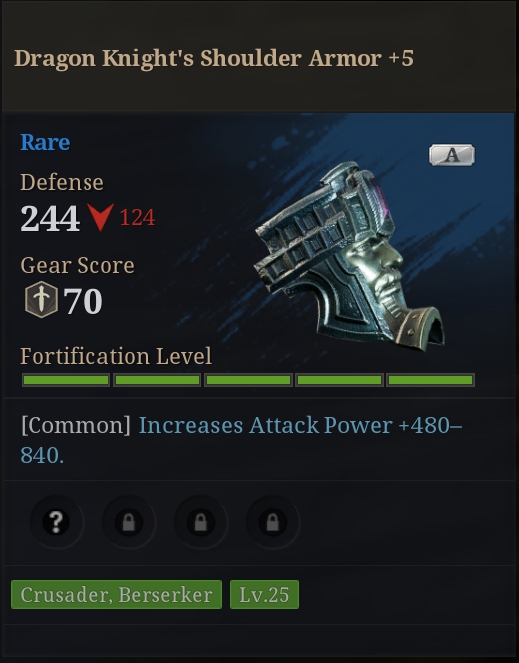 Dragon Knight's Shoulder Armor +5
Rare
A
Defense
244 124
Gear Score
70
Fortification Level
[Common] Increases Attack Power +480–
840.
?
Crusader, Berserker Lv.25